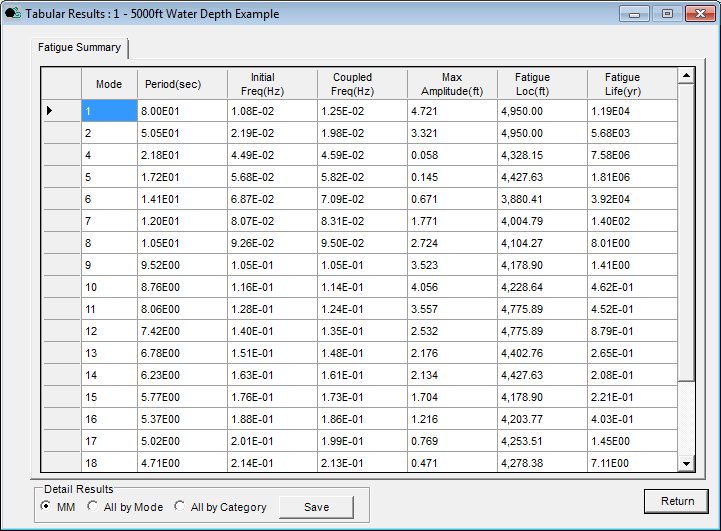 Tabular Results : 1 - 5000ft Water Depth Example
Fatigue Summary
Mode Period(sec) Initial Freq(Hz) Coupled Freq(Hz) Max Amplitude(ft) Fatigue Loc(ft) Fatigue Life(yr)
1 8.00E01 1.08E-02 1.25E-02 4.721 4,950.00 1.19E04
2 5.05E01 2.19E-02 1.98E-02 3.321 4,950.00 5.68E03
4 2.18E01 4.49E-02 4.59E-02 0.058 4,328.15 7.58E06
5 1.72E01 5.68E-02 5.82E-02 0.145 4,427.63 1.81E06
6 1.41E01 6.87E-02 7.09E-02 0.671 3,880.41 3.92E04
7 1.20E01 8.07E-02 8.31E-02 1.771 4,004.79 1.40E02
8 1.05E01 9.26E-02 9.50E-02 2.724 4,104.27 8.01E00
9 9.52E00 1.05E-01 1.05E-01 3.523 4,178.90 1.41E00
10 8.76E00 1.16E-01 1.14E-01 4.056 4,228.64 4.62E-01
11 8.06E00 1.28E-01 1.24E-01 3.557 4,775.89 4.52E-01
12 7.42E00 1.40E-01 1.35E-01 2.532 4,775.89 8.79E-01
13 6.78E00 1.51E-01 1.48E-01 2.176 4,402.76 2.65E-01
14 6.23E00 1.63E-01 1.61E-01 2.134 4,427.63 2.08E-01
15 5.77E00 1.76E-01 1.73E-01 1.704 4,178.90 2.21E-01
16 5.37E00 1.88E-01 1.86E-01 1.216 4,203.77 4.03E-01
17 5.02E00 2.01E-01 1.99E-01 0.769 4,253.51 1.45E00
18 4.71E00 2.14E-01 2.13E-01 0.471 4,278.38 7.11E00
Detail Results
MM All by Mode All by Category Save
Return